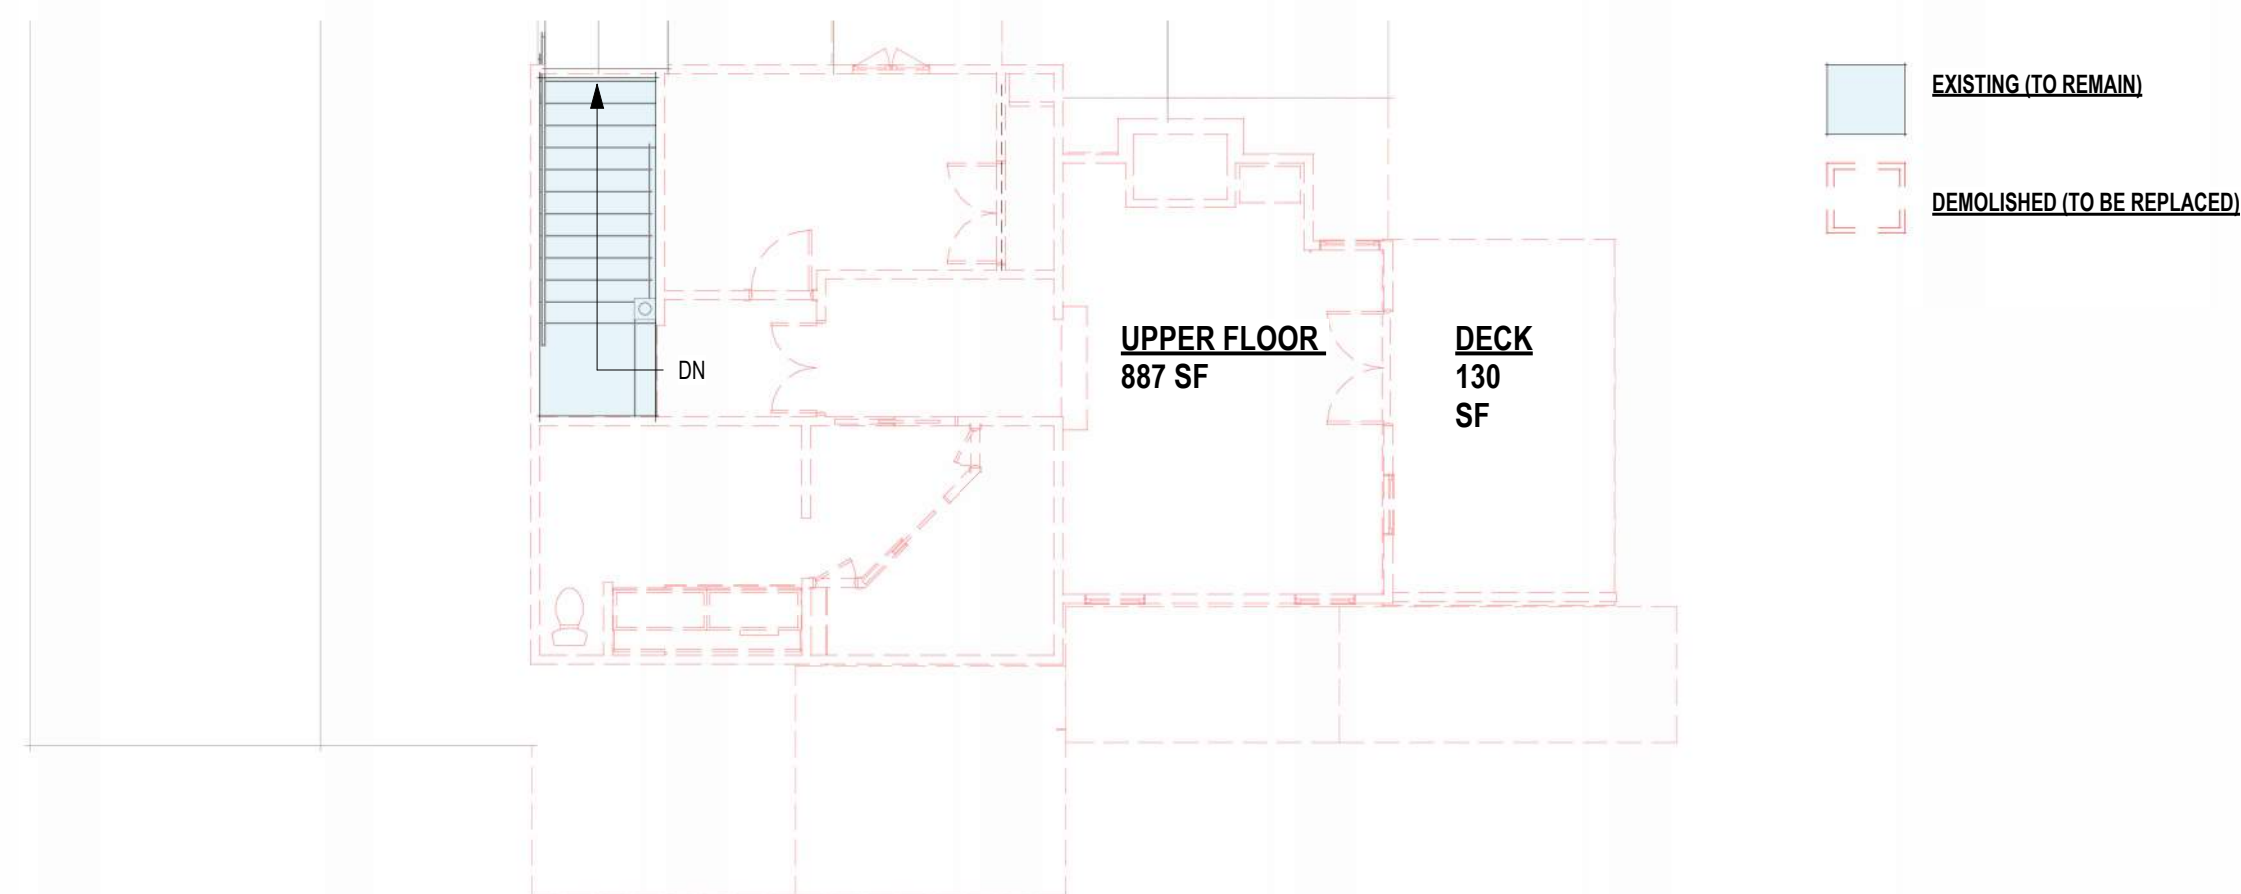 EXISTING (TO REMAIN)
DEMOLISHED (TO BE REPLACED)
UPPER FLOOR
887 SF
DECK
130
SF
DN